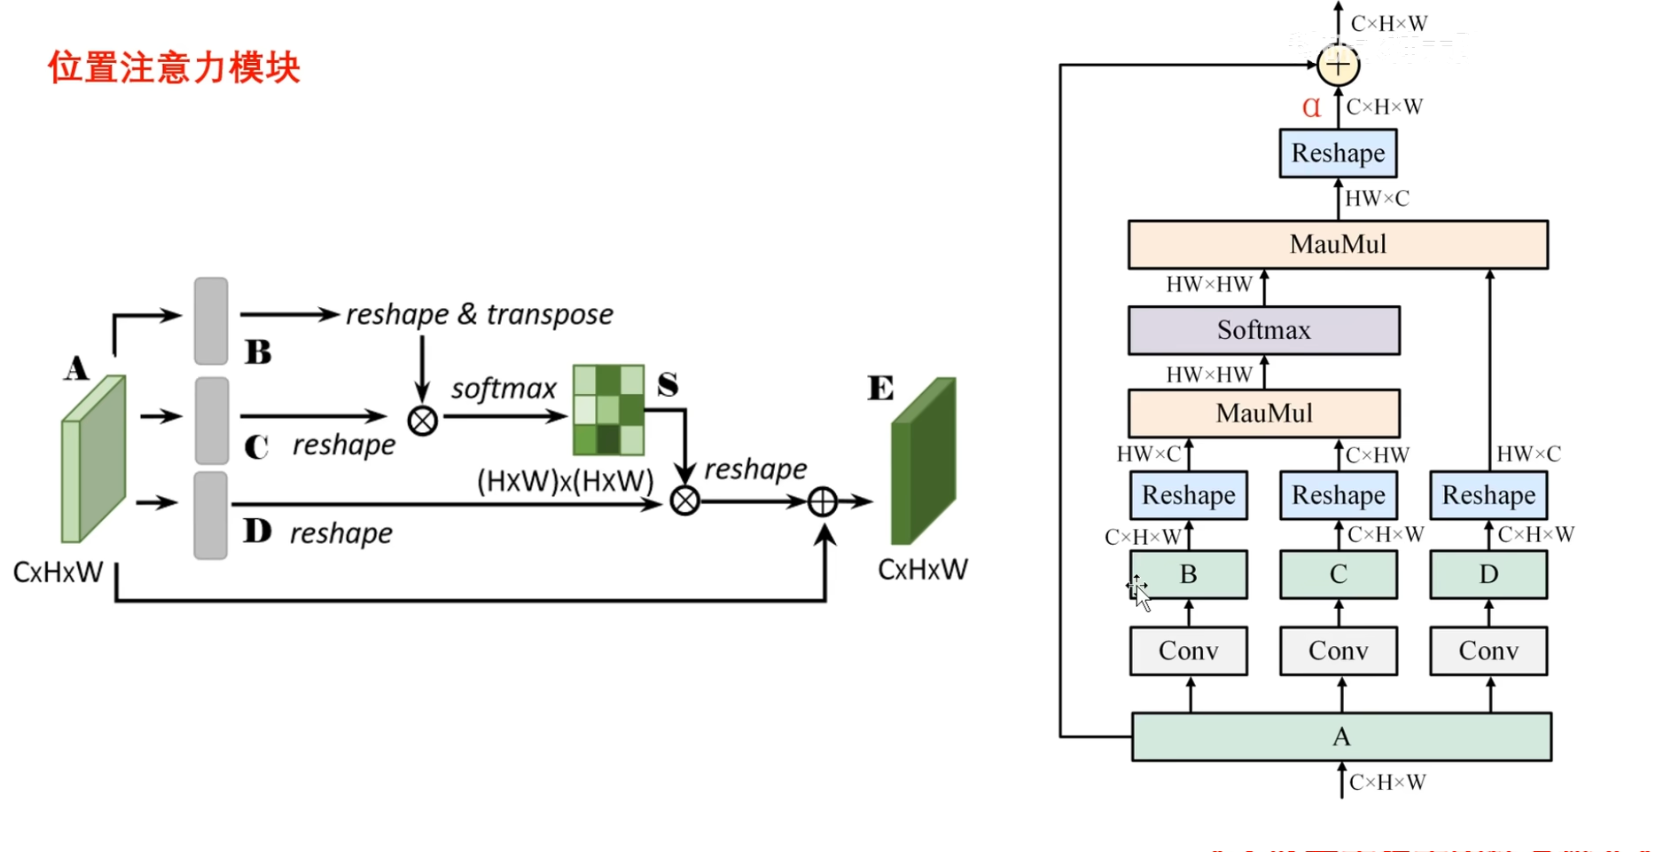 位置注意力模块
reshape & transpose
B
A
softmax
S
E
C
reshape
(HxW)x(HxW)
reshape
D
reshape
CxHxW
CxHxW
C×H×W
α
C×H×W
Reshape
HW×C
MauMul
HW×HW
Softmax
HW×HW
MauMul
HW×C
C×HW
HW×C
Reshape
Reshape
Reshape
C×H×W
C×H×W
C×H×W
B
C
D
Conv
Conv
Conv
A
C×H×W